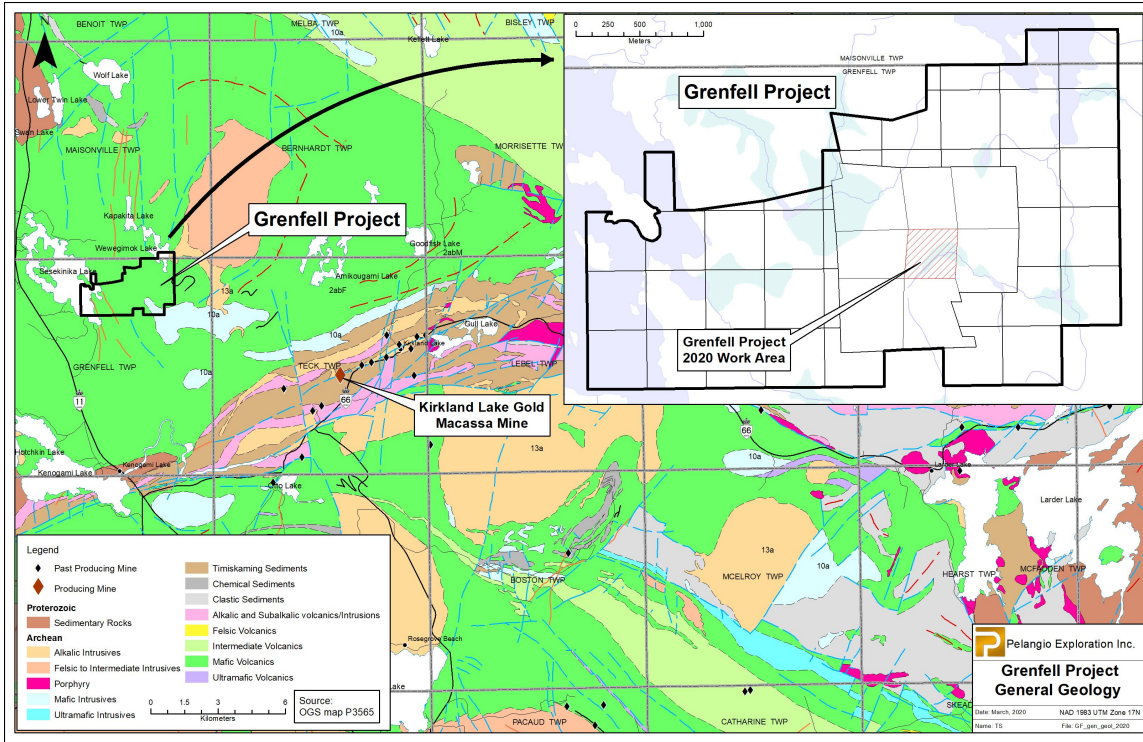 BENOIT TWP
MELBA TWP
BISLEY TWP
10a
Kellett Lake
Wolf Lake
Lower Twin Lake
Swan Lake
MAISONVILLE TWP
BERNHARDT TWP
MORRISETTE TWP
Kapakita Lake
Grenfell Project
Wewegimok Lake
Goodfish Lake
2abM
Sesekinika Lake
Amikougami Lake
2abF
13a
10a
10a
Gull Lake
Kirkland Lake
GRENFELL TWP
10a
TECK TWP
LEBEL TWP
66
11
Kirkland Lake Gold
Macassa Mine
Hotchkin Lake
Kenogami Lake
Kenogami Lake
Otto Lake
13a
66
10a
Larder Lake
Larder Lake
13a
10a
BOSTON TWP
MCELROY TWP
HEARST TWP
MCFADDEN TWP
Rosegrove Beach
Lake
PACAUD TWP
CATHARINE TWP
SKEAD
0 250 500 1,000
Meters
MAISONVILLE TWP
GRENFELL TWP
Grenfell Project
Grenfell Project
2020 Work Area
Legend
Past Producing Mine
Producing Mine
Proterozoic
Sedimentary Rocks
Archean
Alkalic Intrusives
Felsic to Intermediate Intrusives
Porphyry
Mafic Intrusives
Ultramafic Intrusives
Timiskaming Sediments
Chemical Sediments
Clastic Sediments
Alkalic and Subalkalic volcanics/Intrusions
Felsic Volcanics
Intermediate Volcanics
Mafic Volcanics
Ultramafic Volcanics
0 1.5 3 6
Kilometers
Source:
OGS map P3565
P
Pelangio Exploration Inc.
Grenfell Project
General Geology
Date: March, 2020 NAD 1983 UTM Zone 17N
Name: TS File: GF_gen_geol_2020